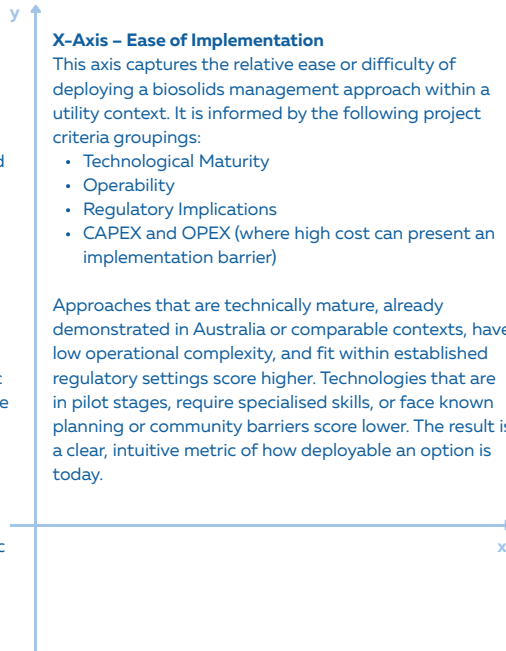 y
X-Axis – Ease of Implementation
This axis captures the relative ease or difficulty of
deploying a biosolids management approach within a
utility context. It is informed by the following project
criteria groupings:
• Technological Maturity
• Operability
• Regulatory Implications
• CAPEX and OPEX (where high cost can present an
implementation barrier)
Approaches that are technically mature, already
demonstrated in Australia or comparable contexts, have
low operational complexity, and fit within established
regulatory settings score higher. Technologies that are
in pilot stages, require specialised skills, or face known
planning or community barriers score lower. The result is
a clear, intuitive metric of how deployable an option is
today.
x